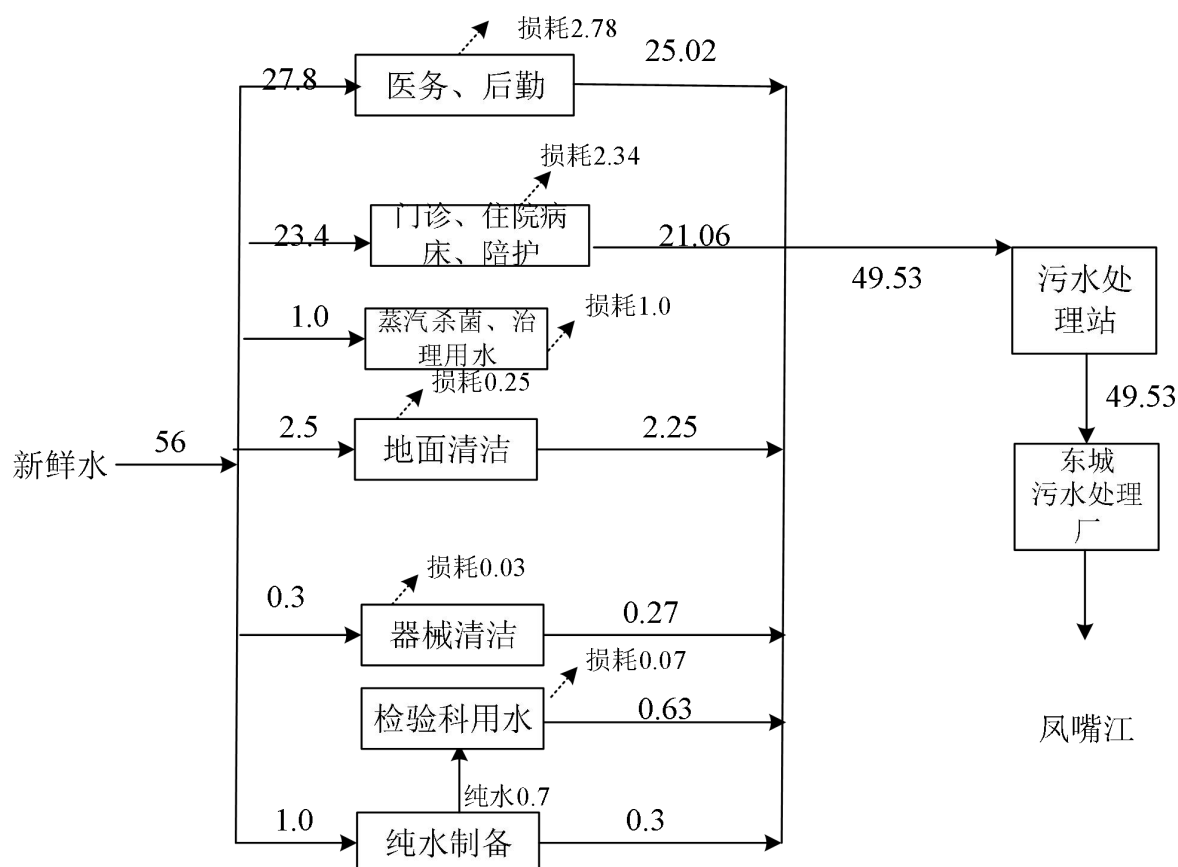 损耗2.78
27.8
医务、后勤
25.02
损耗2.34
23.4
门诊、住院病
床、陪护
21.06
49.53
污水处
理站
1.0
蒸汽杀菌、治
理用水
损耗1.0
49.53
损耗0.25
新鲜水
56
2.5
地面清洁
2.25
东城
污水处理
厂
损耗0.03
0.3
器械清洁
0.27
损耗0.07
检验科用水
0.63
凤嘴江
纯水0.7
1.0
纯水制备
0.3